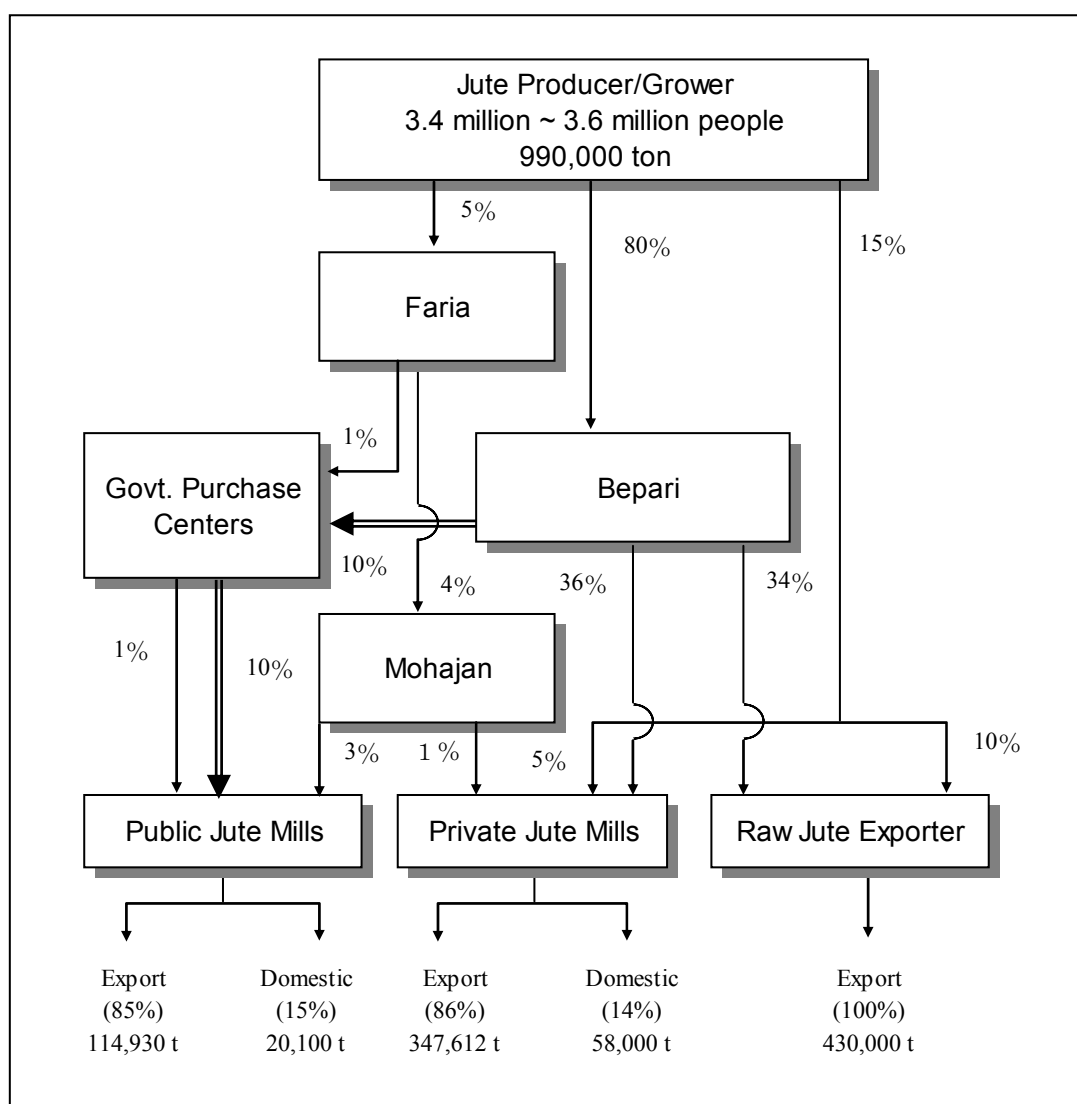 Jute Producer/Grower
3.4 million ~ 3.6 million people
990,000 ton
5%
80%
15%
Faria
1%
Govt. Purchase
Centers
Bepari
10%
4%
36%
34%
1%
10%
Mohajan
3%
1 %
5%
10%
Public Jute Mills
Private Jute Mills
Raw Jute Exporter
Export
(85%)
114,930 t
Domestic
(15%)
20,100 t
Export
(86%)
347,612 t
Domestic
(14%)
58,000 t
Export
(100%)
430,000 t